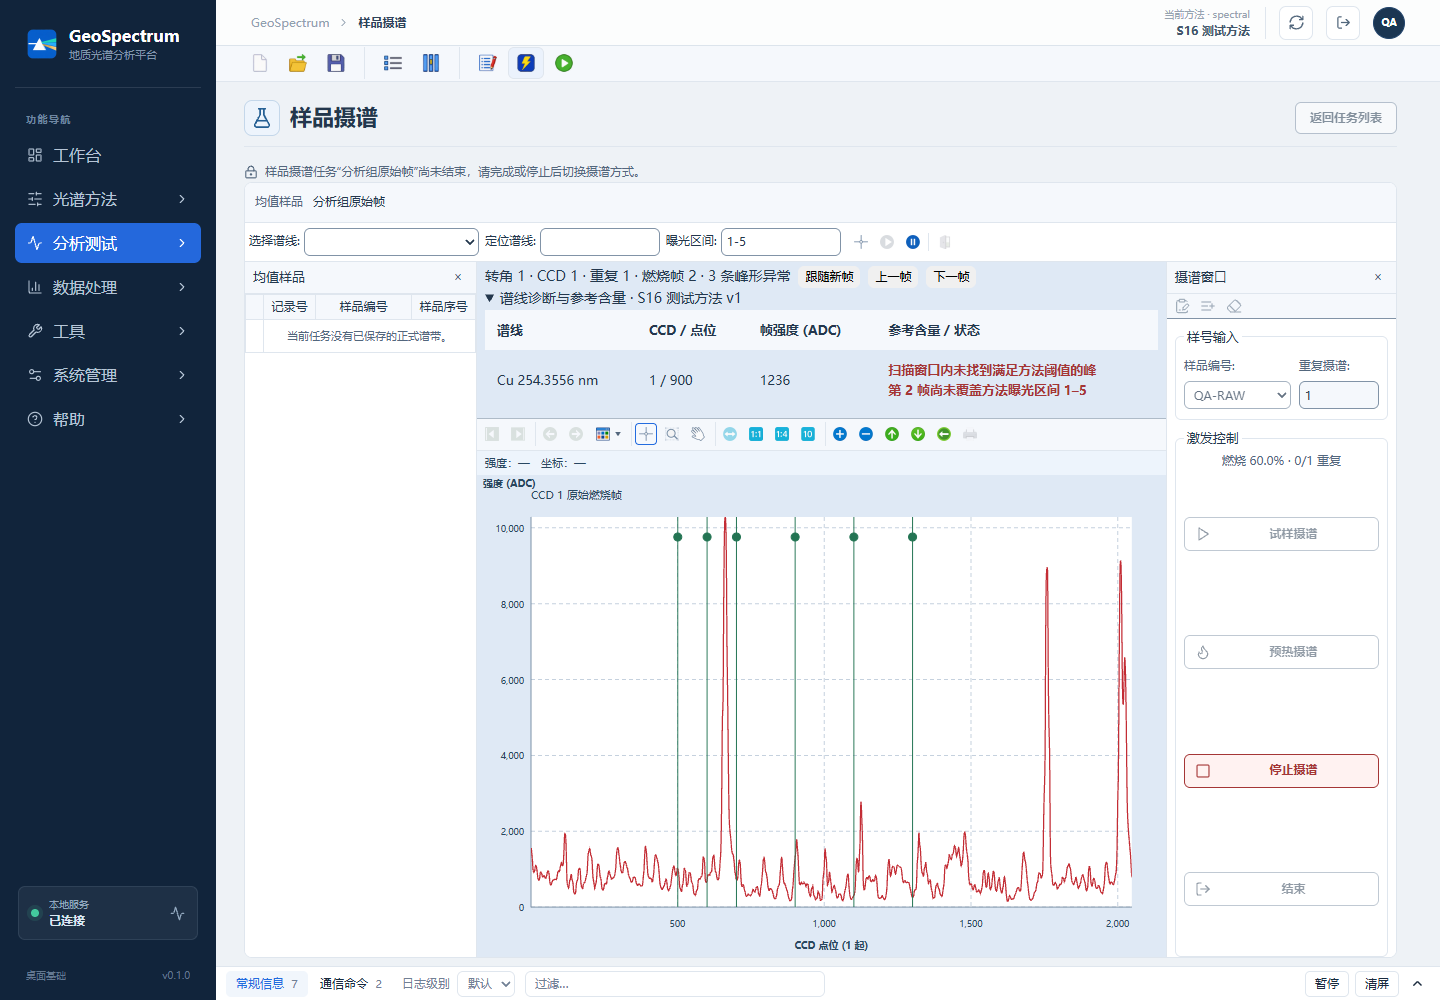 GeoSpectrum
地质光谱分析平台
功能导航
工作台
光谱方法
分析测试
数据处理
工具
系统管理
帮助
本地服务
已连接
桌面基础 v0.1.0
GeoSpectrum > 样品摄谱
当前方法 · spectral
S16 测试方法
QA
样品摄谱
返回任务列表
样品摄谱任务“分析组原始帧”尚未结束，请完成或停止后切换摄谱方式。
均值样品 分析组原始帧
选择谱线: 定位谱线: 曝光区间: 1-5
均值样品 ×
记录号 样品编号 样品序号
当前任务没有已保存的正式谱带。
转角 1 · CCD 1 · 重复 1 · 燃烧帧 2 · 3 条峰形异常 跟随新帧 上一帧 下一帧
▼ 谱线诊断与参考含量 · S16 测试方法 v1
谱线 CCD / 点位 帧强度 (ADC) 参考含量 / 状态
Cu 254.3556 nm 1 / 900 1236 扫描窗口内未找到满足方法阈值的峰
第 2 帧尚未覆盖方法曝光区间 1–5
1:1 1:4 10
强度: — 坐标: —
强度 (ADC)
CCD 1 原始燃烧帧
10,000
8,000
6,000
4,000
2,000
0
500 1,000 1,500 2,000
CCD 点位 (1 起)
摄谱窗口 ×
样号输入
样品编号: 重复摄谱:
QA-RAW 1
激发控制
燃烧 60.0% · 0/1 重复
试样摄谱
预热摄谱
停止摄谱
结束
常规信息 7 通信命令 2 日志级别 默认 过滤... 暂停 清屏